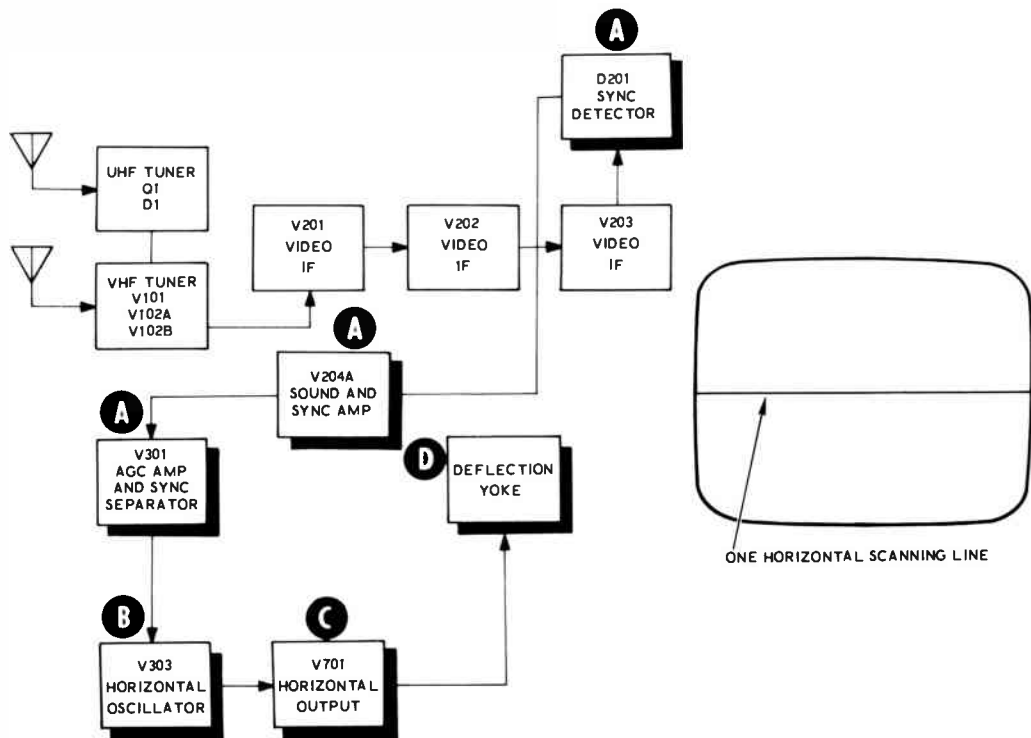 A
D201
SYNC
DETECTOR
UHF TUNER
Q1
D1
V201
VIDEO
IF
V202
VIDEO
IF
V203
VIDEO
IF
VHF TUNER
V101
V102A
V102B
A
V204A
SOUND AND
SYNC AMP
A
V301
AGC AMP
AND SYNC
SEPARATOR
D
DEFLECTION
YOKE
ONE HORIZONTAL SCANNING LINE
B
V303
HORIZONTAL
OSCILLATOR
C
V701
HORIZONTAL
OUTPUT